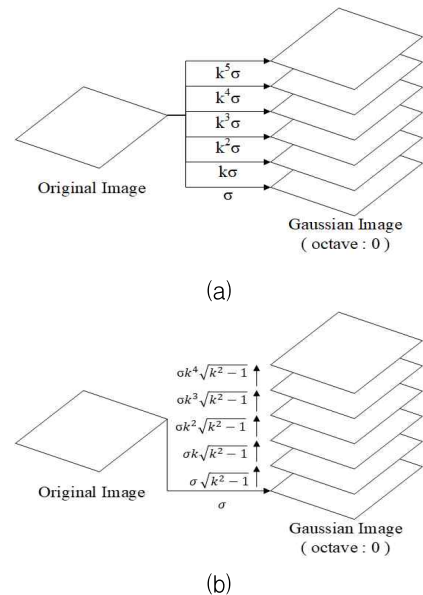 k⁵σ
k⁴σ
k³σ
k²σ
kσ
σ
Original Image
Gaussian Image
( octave : 0 )
(a)
σk⁴√k² − 1
σk³√k² − 1
σk²√k² − 1
σk√k² − 1
σ√k² − 1
σ
Original Image
Gaussian Image
(octave : 0 )
(b)